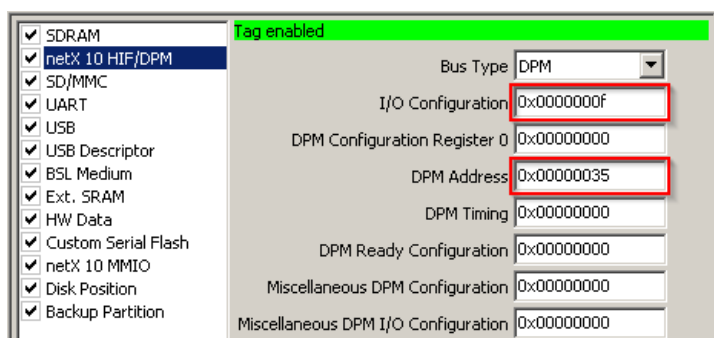 SDRAM
netX 10 HIF/DPM
SD/MMC
UART
USB
USB Descriptor
BSL Medium
Ext. SRAM
HW Data
Custom Serial Flash
netX 10 MMIO
Disk Position
Backup Partition
Tag enabled
Bus Type DPM
I/O Configuration 0x0000000f
DPM Configuration Register 0 0x00000000
DPM Address 0x00000035
DPM Timing 0x00000000
DPM Ready Configuration 0x00000000
Miscellaneous DPM Configuration 0x00000000
Miscellaneous DPM I/O Configuration 0x00000000